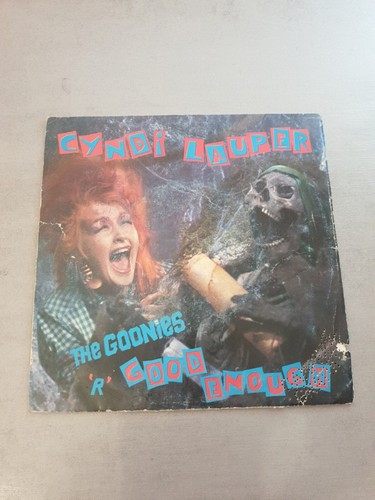 CYNDi LAUPER
THE GOONiES
'R' GOOD ENOUGH